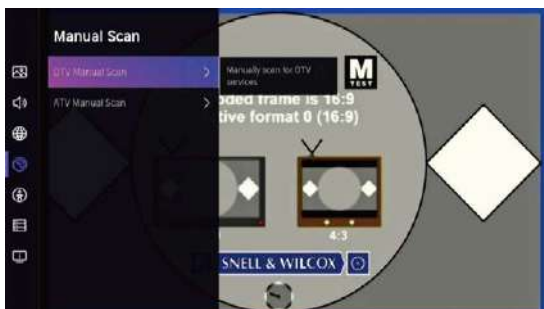 Manual Scan
DTV Manual Scan
Manually scan for DTV
services
ATV Manual Scan
M
TEST
oded frame is 16:9
tive format 0 (16:9)
4:3
SNELL & WILCOX